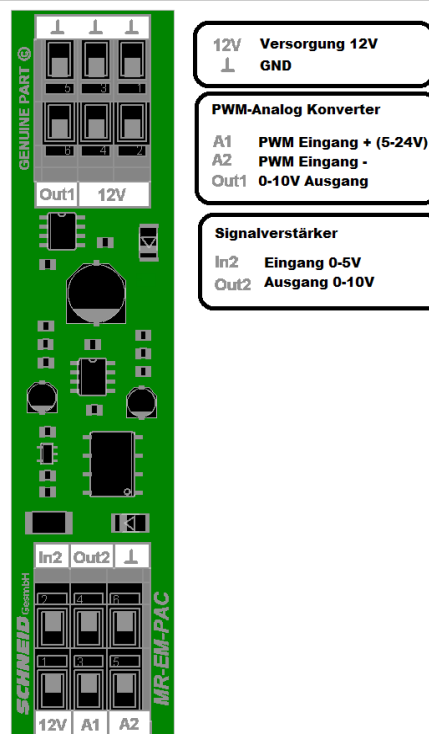 ⊥ ⊥ ⊥
5 3 1
6 4 2
Out1 12V
GENUINE PART ©
In2 Out2 ⊥
2 4 6
1 3 5
12V A1 A2
SCHNEID GesmbH
MR-EM-PAC
12V Versorgung 12V
⊥ GND
PWM-Analog Konverter
A1 PWM Eingang + (5-24V)
A2 PWM Eingang -
Out1 0-10V Ausgang
Signalverstärker
In2 Eingang 0-5V
Out2 Ausgang 0-10V